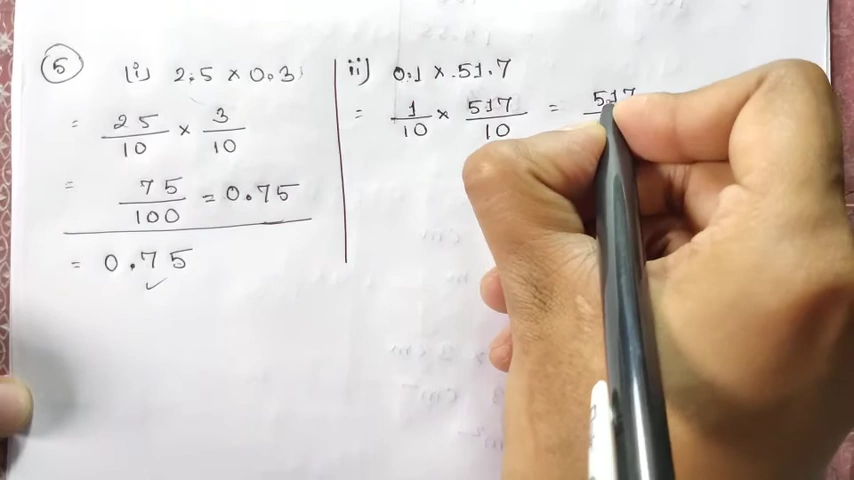 5 (i) 2.5 × 0.3
= 25/10 × 3/10
= 75/100 = 0.75
= 0.75
ii) 0.1 × 51.7
= 1/10 × 517/10 = 517